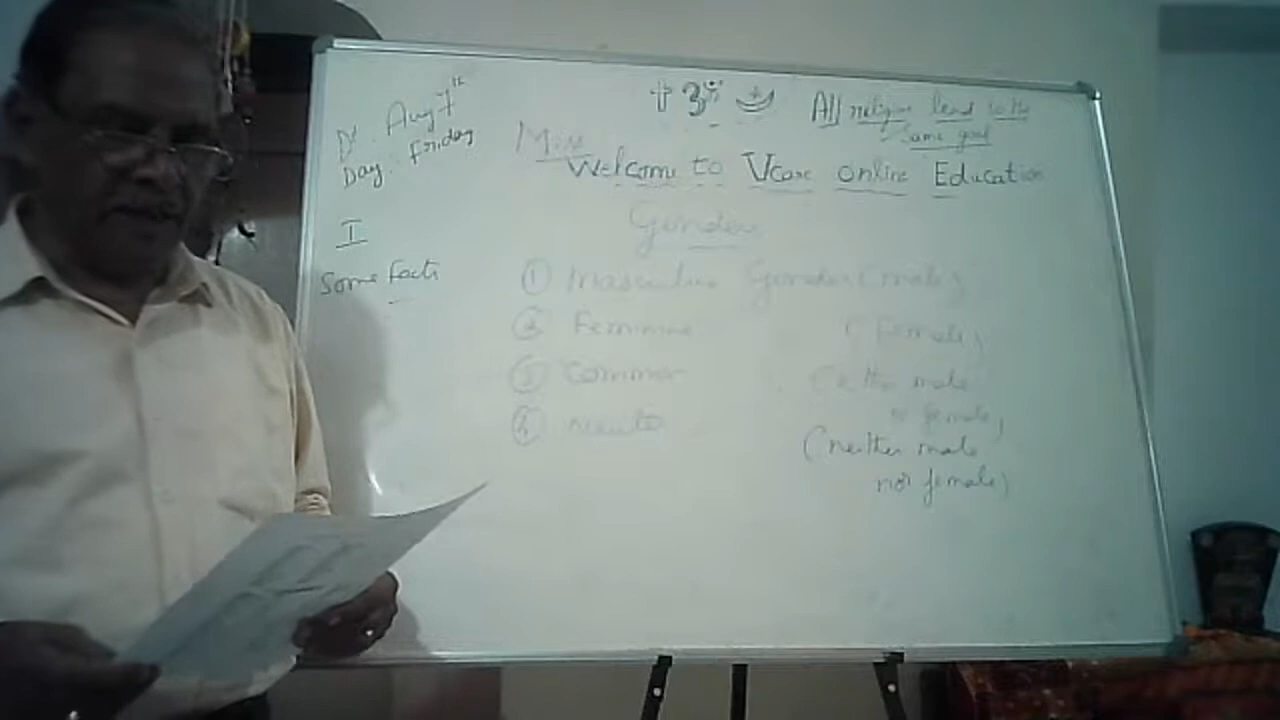 Dt. Aug 7th
Day. Friday
ॐ All religion lead to the
same goal
Welcome to Vcare online Education
Genders
I
Some facts
① Masculine Gender (male)
② Feminine (female)
③ Common (either male
or female)
④ neuter (neither male
nor female)